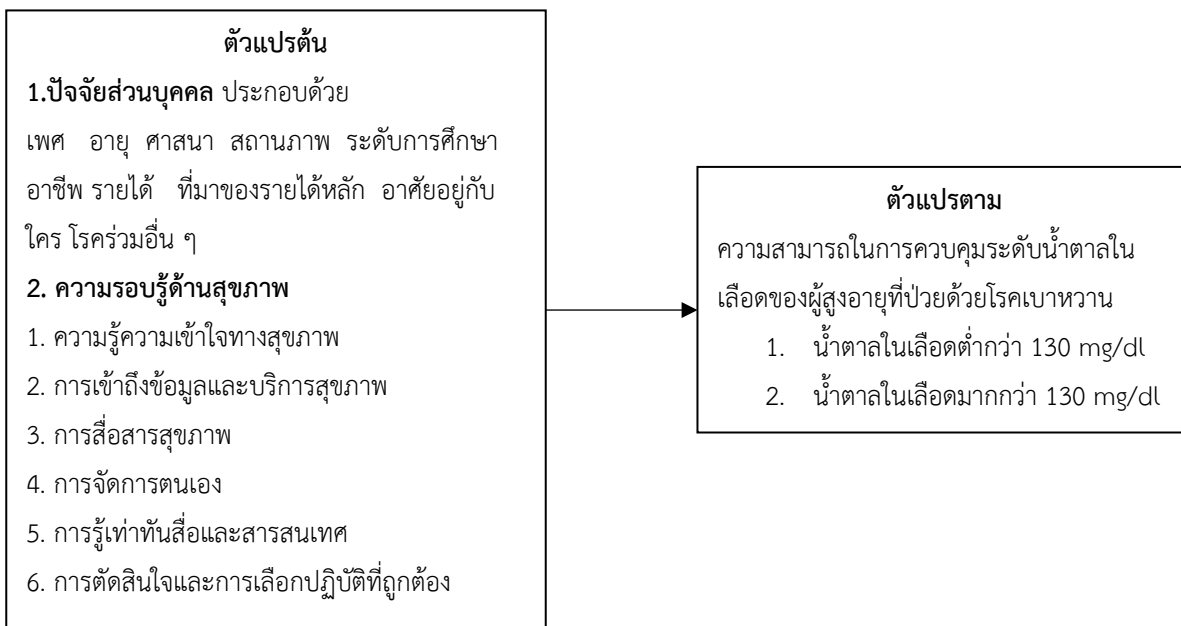 ตัวแปรต้น
1.ปัจจัยส่วนบุคคล ประกอบด้วย
เพศ อายุ ศาสนา สถานภาพ ระดับการศึกษา
อาชีพ รายได้ ที่มาของรายได้หลัก อาศัยอยู่กับ
ใคร โรคร่วมอื่น ๆ
2. ความรอบรู้ด้านสุขภาพ
1. ความรู้ความเข้าใจทางสุขภาพ
2. การเข้าถึงข้อมูลและบริการสุขภาพ
3. การสื่อสารสุขภาพ
4. การจัดการตนเอง
5. การรู้เท่าทันสื่อและสารสนเทศ
6. การตัดสินใจและการเลือกปฏิบัติที่ถูกต้อง
ตัวแปรตาม
ความสามารถในการควบคุมระดับน้ำตาลใน
เลือดของผู้สูงอายุที่ป่วยด้วยโรคเบาหวาน
1. น้ำตาลในเลือดต่ำกว่า 130 mg/dl
2. น้ำตาลในเลือดมากกว่า 130 mg/dl